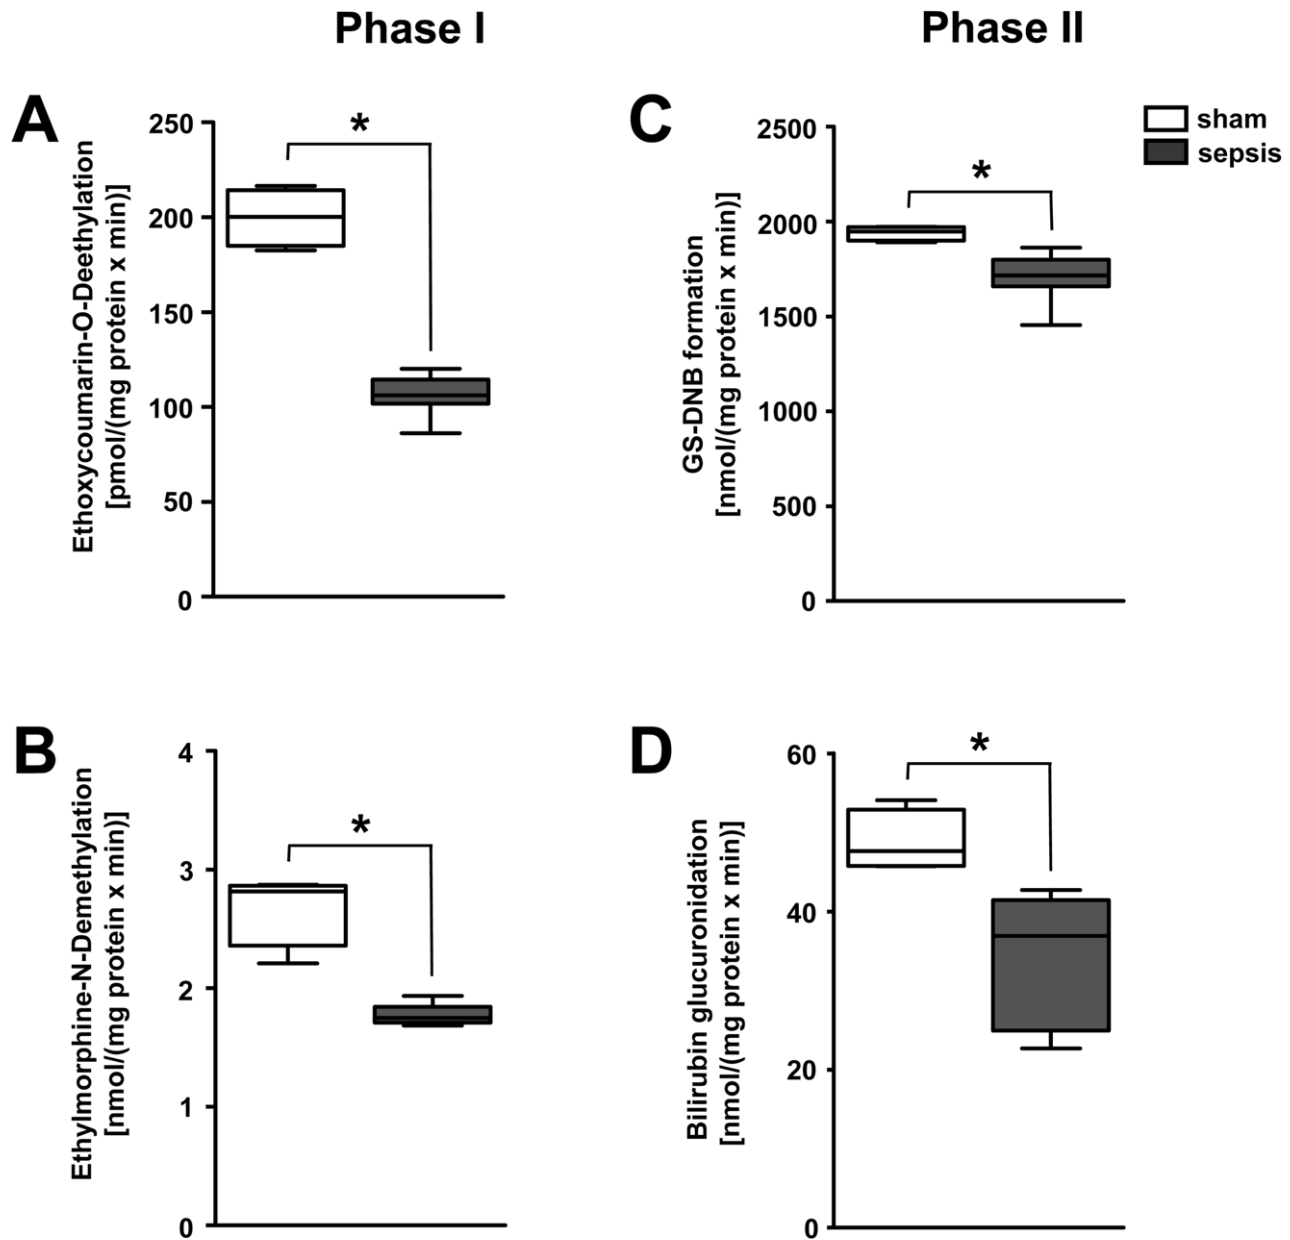 Phase I
Phase II
A
Ethoxycoumarin-O-Deethylation
[pmol/(mg protein x min)]
250
200
150
100
50
0
*
C
GS-DNB formation
[nmol/(mg protein x min)]
2500
2000
1500
1000
500
0
*
sham
sepsis
B
Ethylmorphine-N-Demethylation
[nmol/(mg protein x min)]
4
3
2
1
0
*
D
Bilirubin glucuronidation
[nmol/(mg protein x min)]
60
40
20
0
*